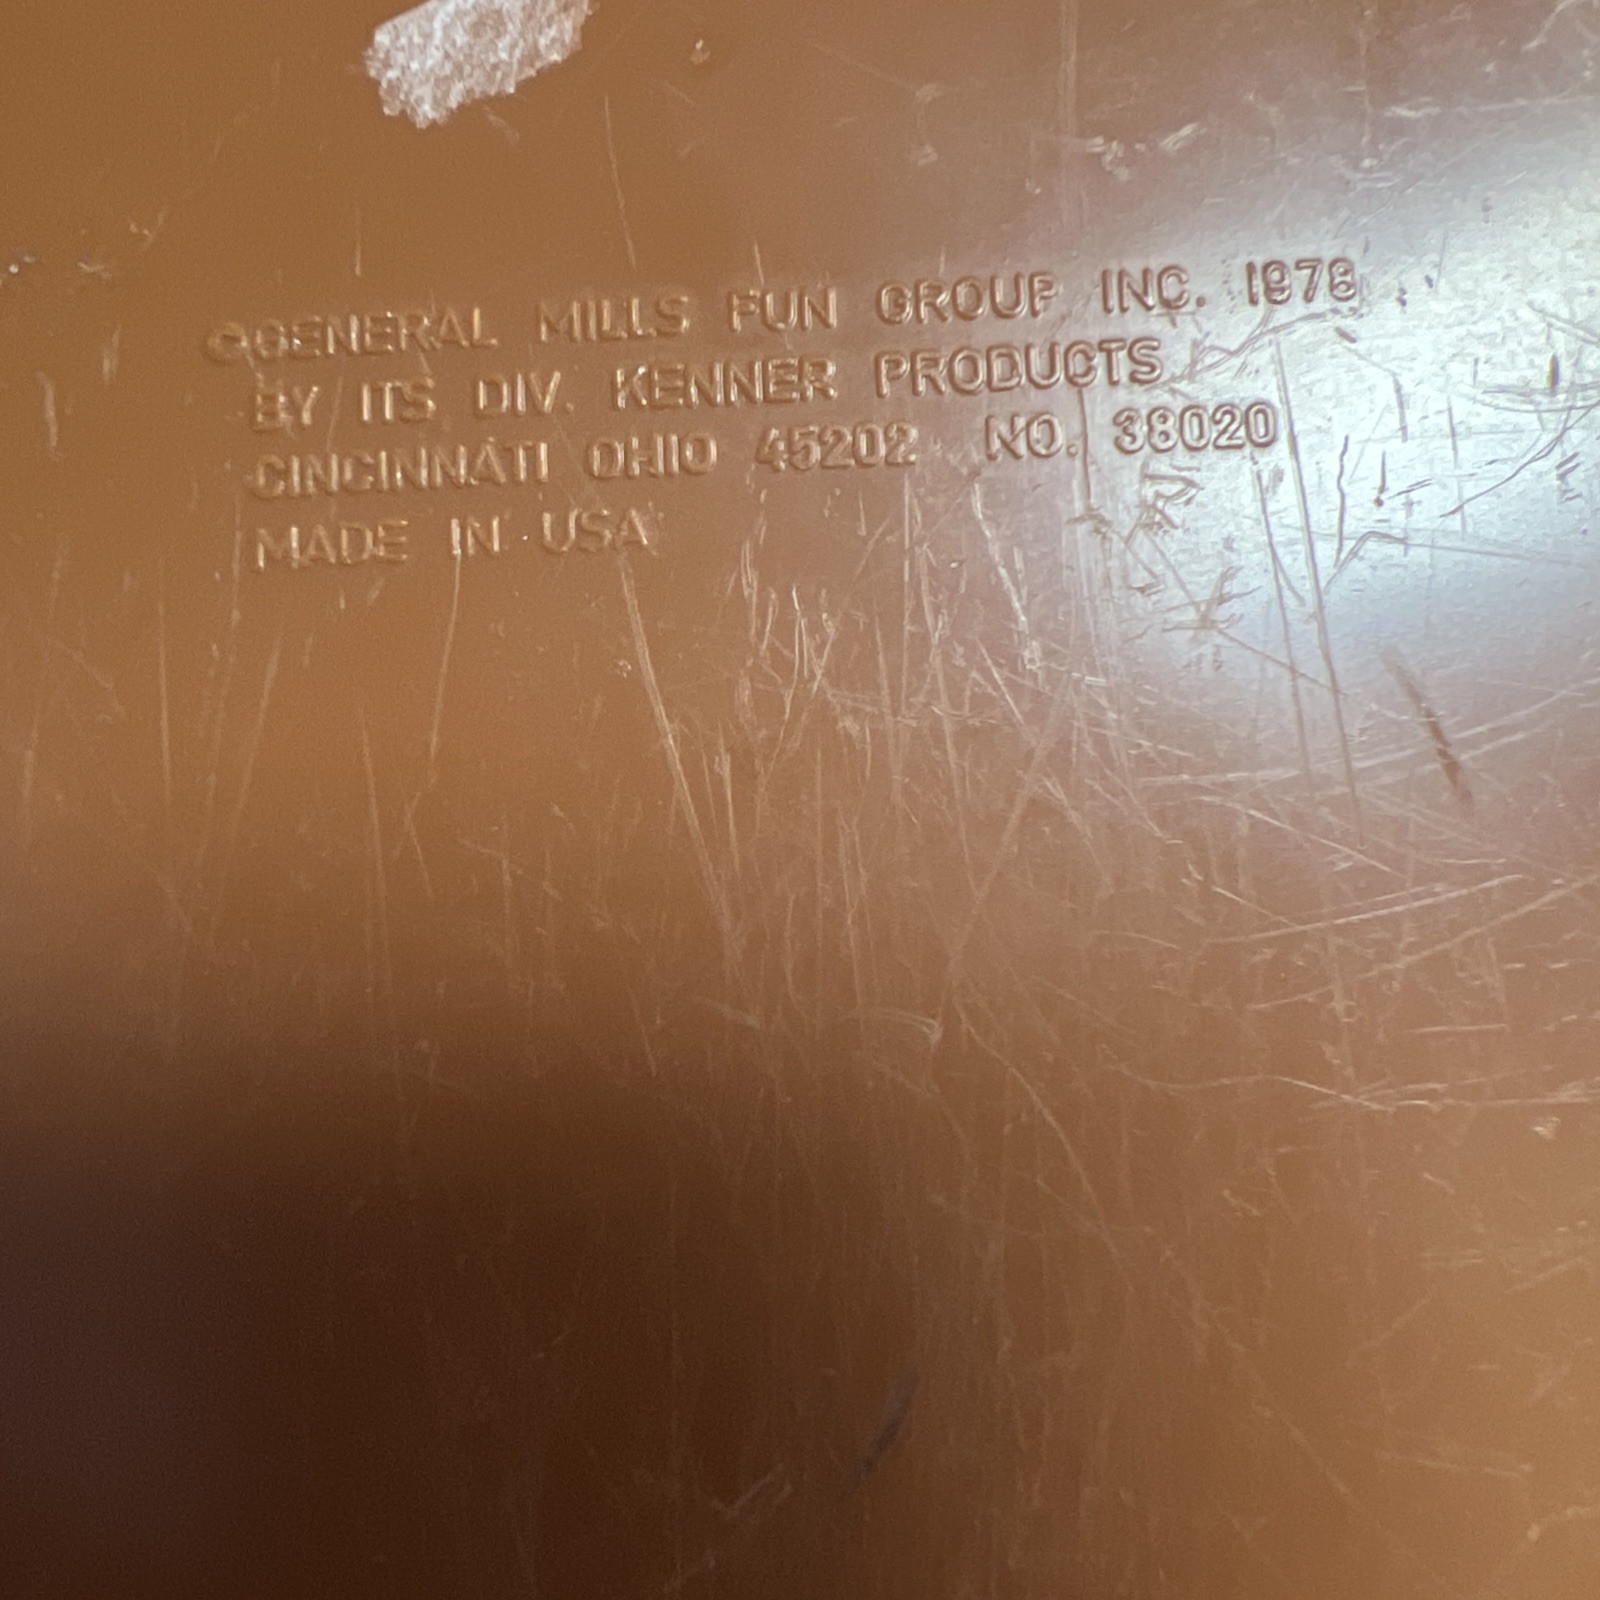 ©GENERAL MILLS FUN GROUP INC. 1978
BY ITS DIV. KENNER PRODUCTS
CINCINNATI OHIO 45202 NO. 38020
MADE IN USA